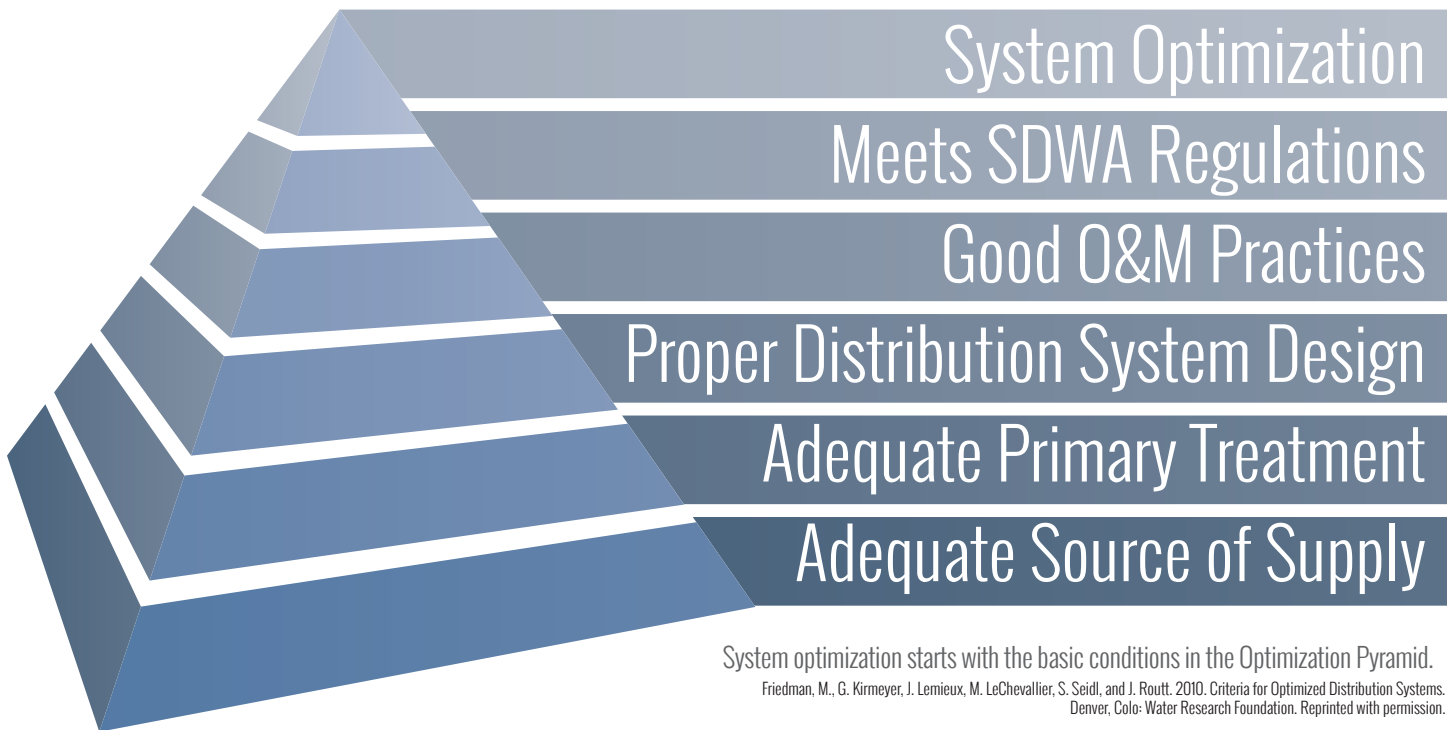 System Optimization
Meets SDWA Regulations
Good O&M Practices
Proper Distribution System Design
Adequate Primary Treatment
Adequate Source of Supply
System optimization starts with the basic conditions in the Optimization Pyramid.
Friedman, M., G. Kirmeyer, J. Lemieux, M. LeChevallier, S. Seidl, and J. Routt. 2010. Criteria for Optimized Distribution Systems.
Denver, Colo: Water Research Foundation. Reprinted with permission.